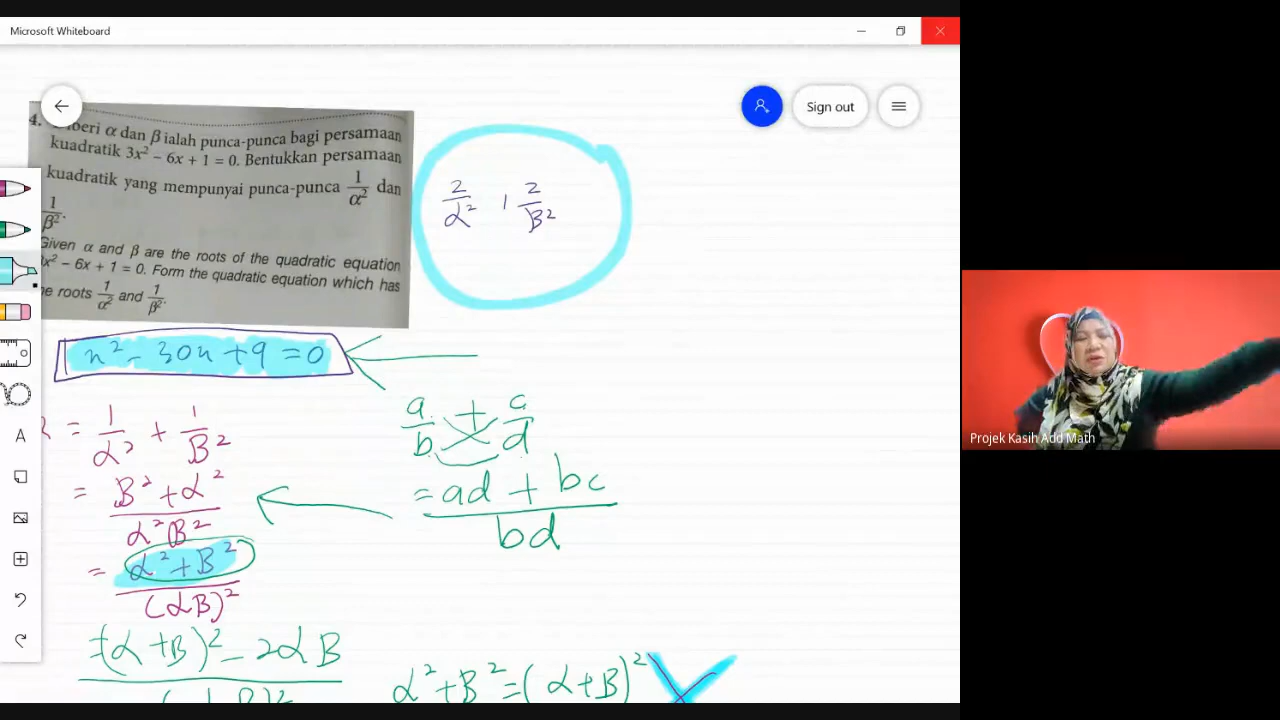 Microsoft Whiteboard
Sign out
4.
α dan β ialah punca-punca bagi persamaan
kuadratik 3x² − 6x + 1 = 0. Bentukkan persamaan
kuadratik yang mempunyai punca-punca 1/α² dan
1/β².
Given α and β are the roots of the quadratic equation
x² − 6x + 1 = 0. Form the quadratic equation which has
roots 1/α² and 1/β².
2/α² , 2/β²
x² − 30x + 9 = 0
= 1/α² + 1/β²
= (β² + α²)/(α²β²)
= (α² + β²)/(αβ)²
a/b + c/d
= (ad + bc)/bd
(α + β)² − 2αβ
α² + β² = (α + β)²
A
Projek Kasih Add Math